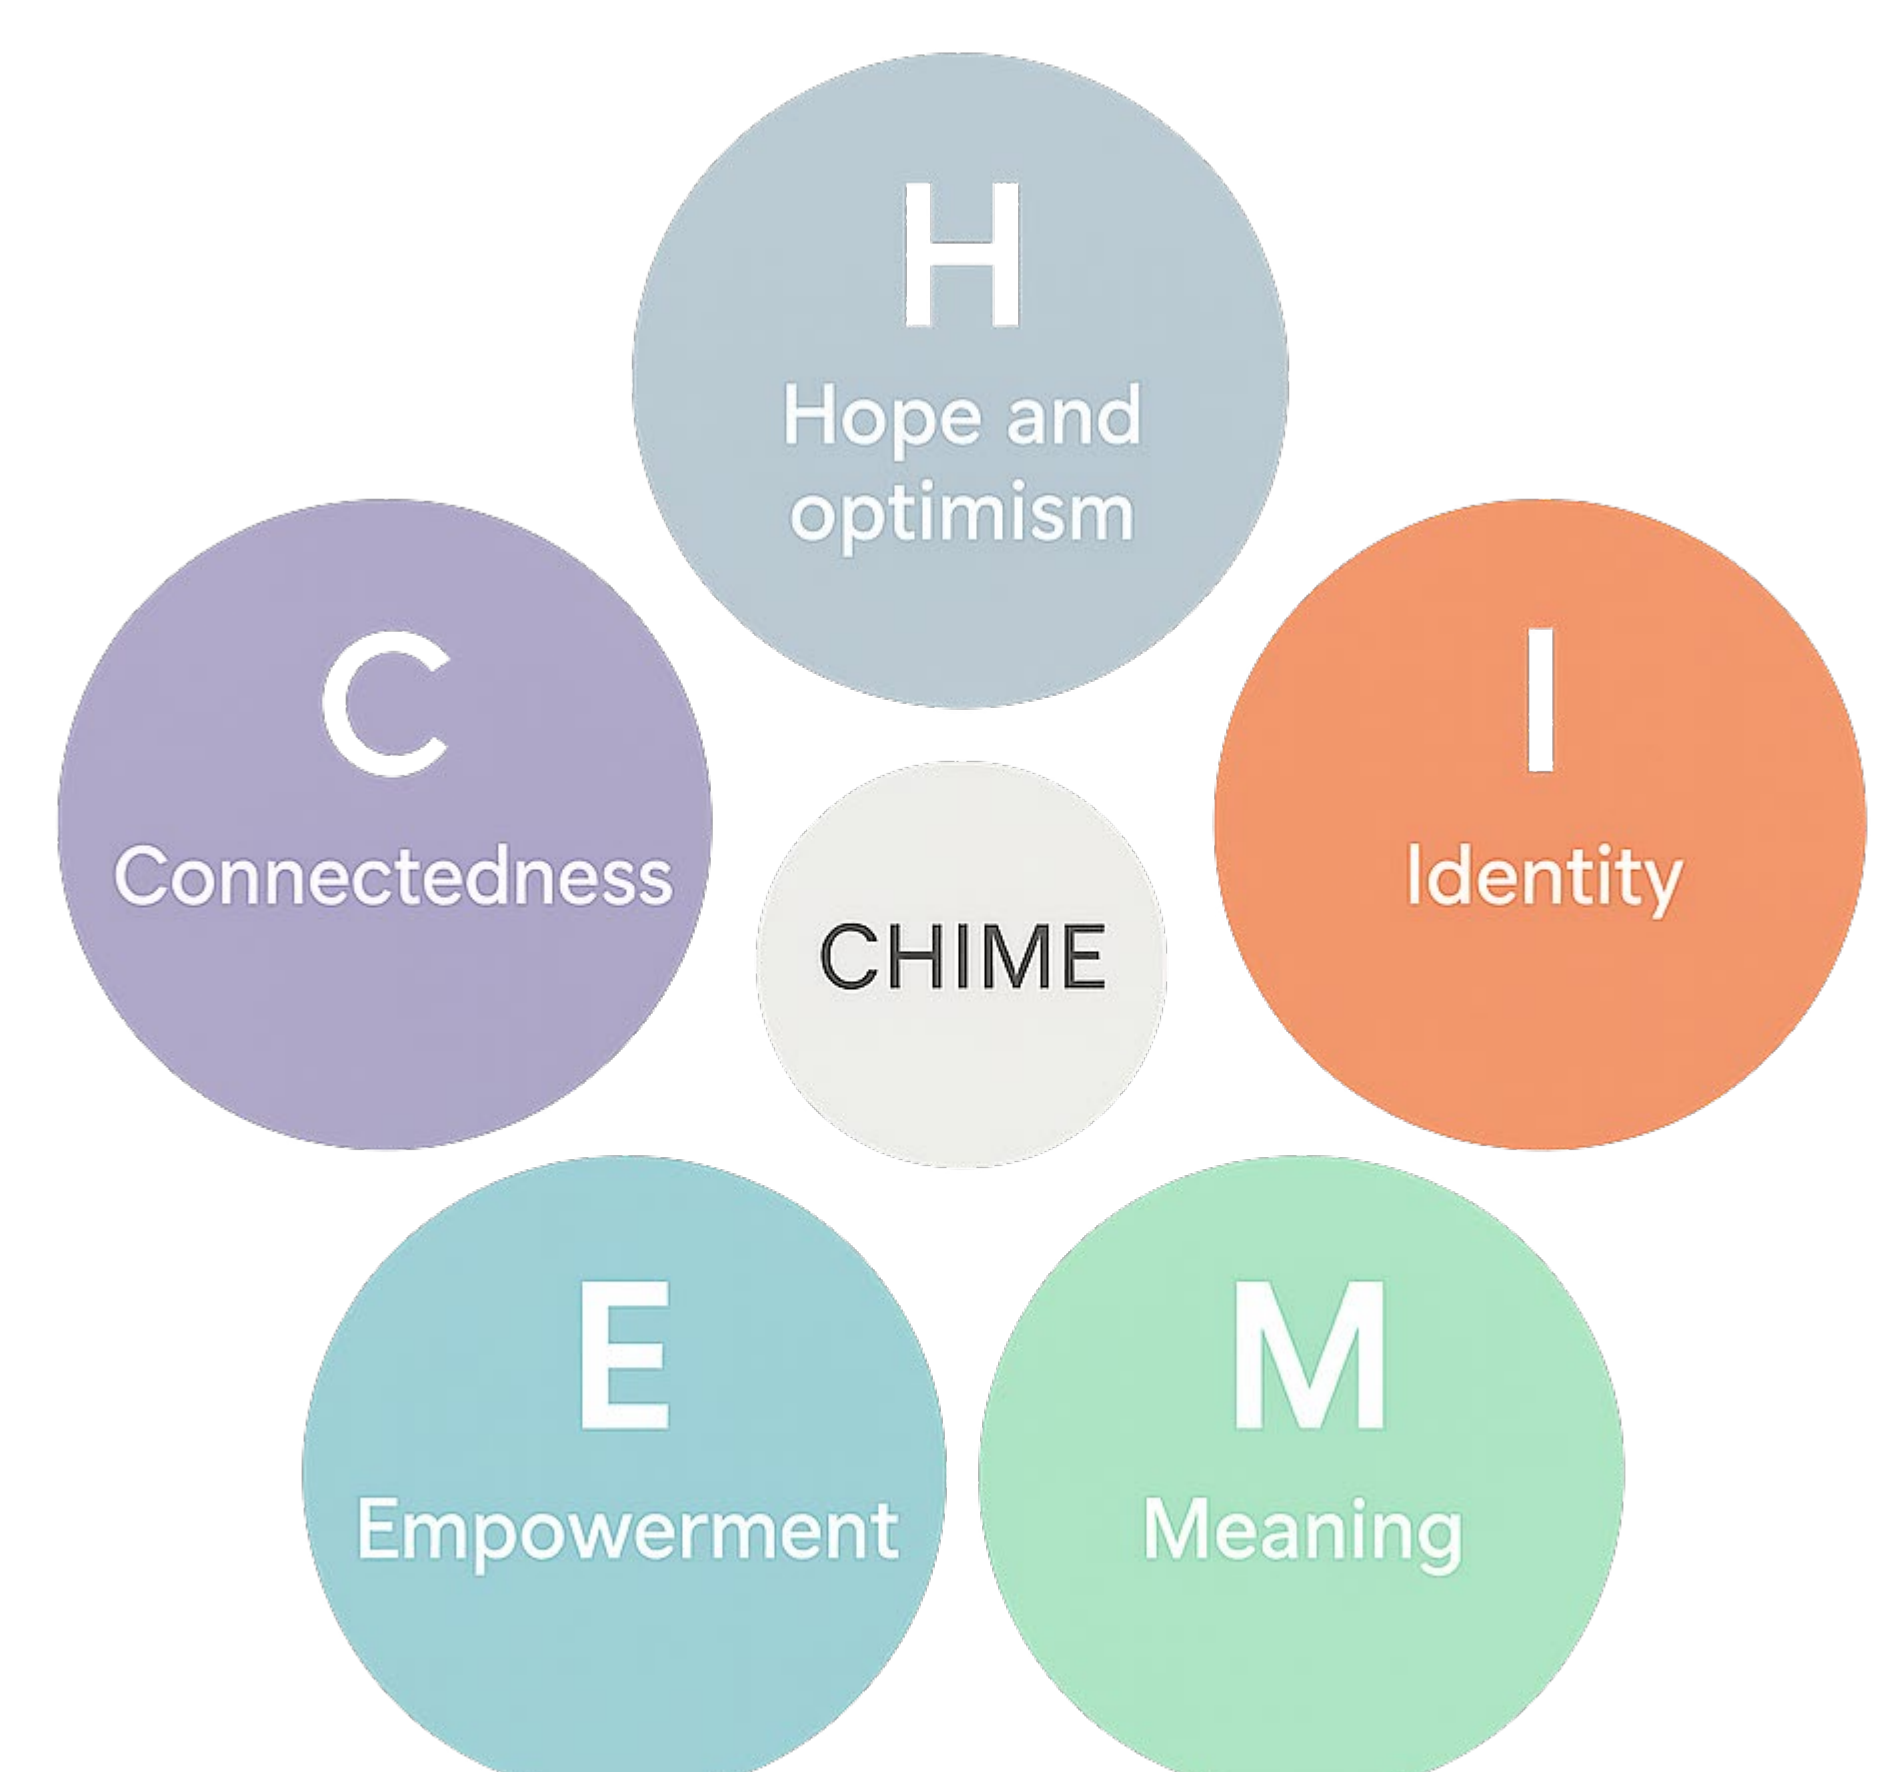 H
Hope and
optimism
C
Connectedness
I
Identity
CHIME
E
Empowerment
M
Meaning